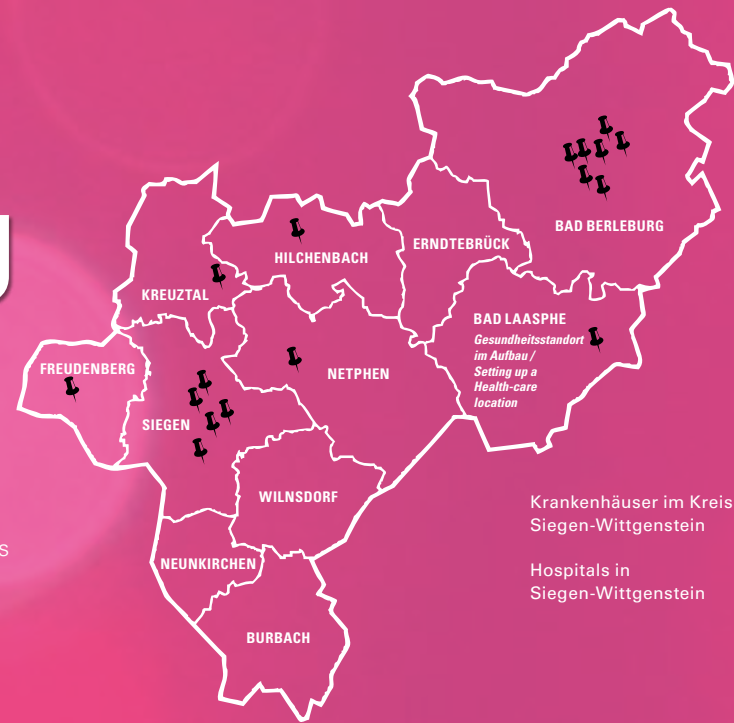 BAD BERLEBURG
ERNDTEBRÜCK
HILCHENBACH
KREUZTAL
BAD LAASPHE
Gesundheitsstandort
im Aufbau /
Setting up a
Health-care
location
FREUDENBERG
NETPHEN
SIEGEN
WILNSDORF
Krankenhäuser im Kreis
Siegen-Wittgenstein
S
NEUNKIRCHEN
Hospitals in
Siegen-Wittgenstein
BURBACH